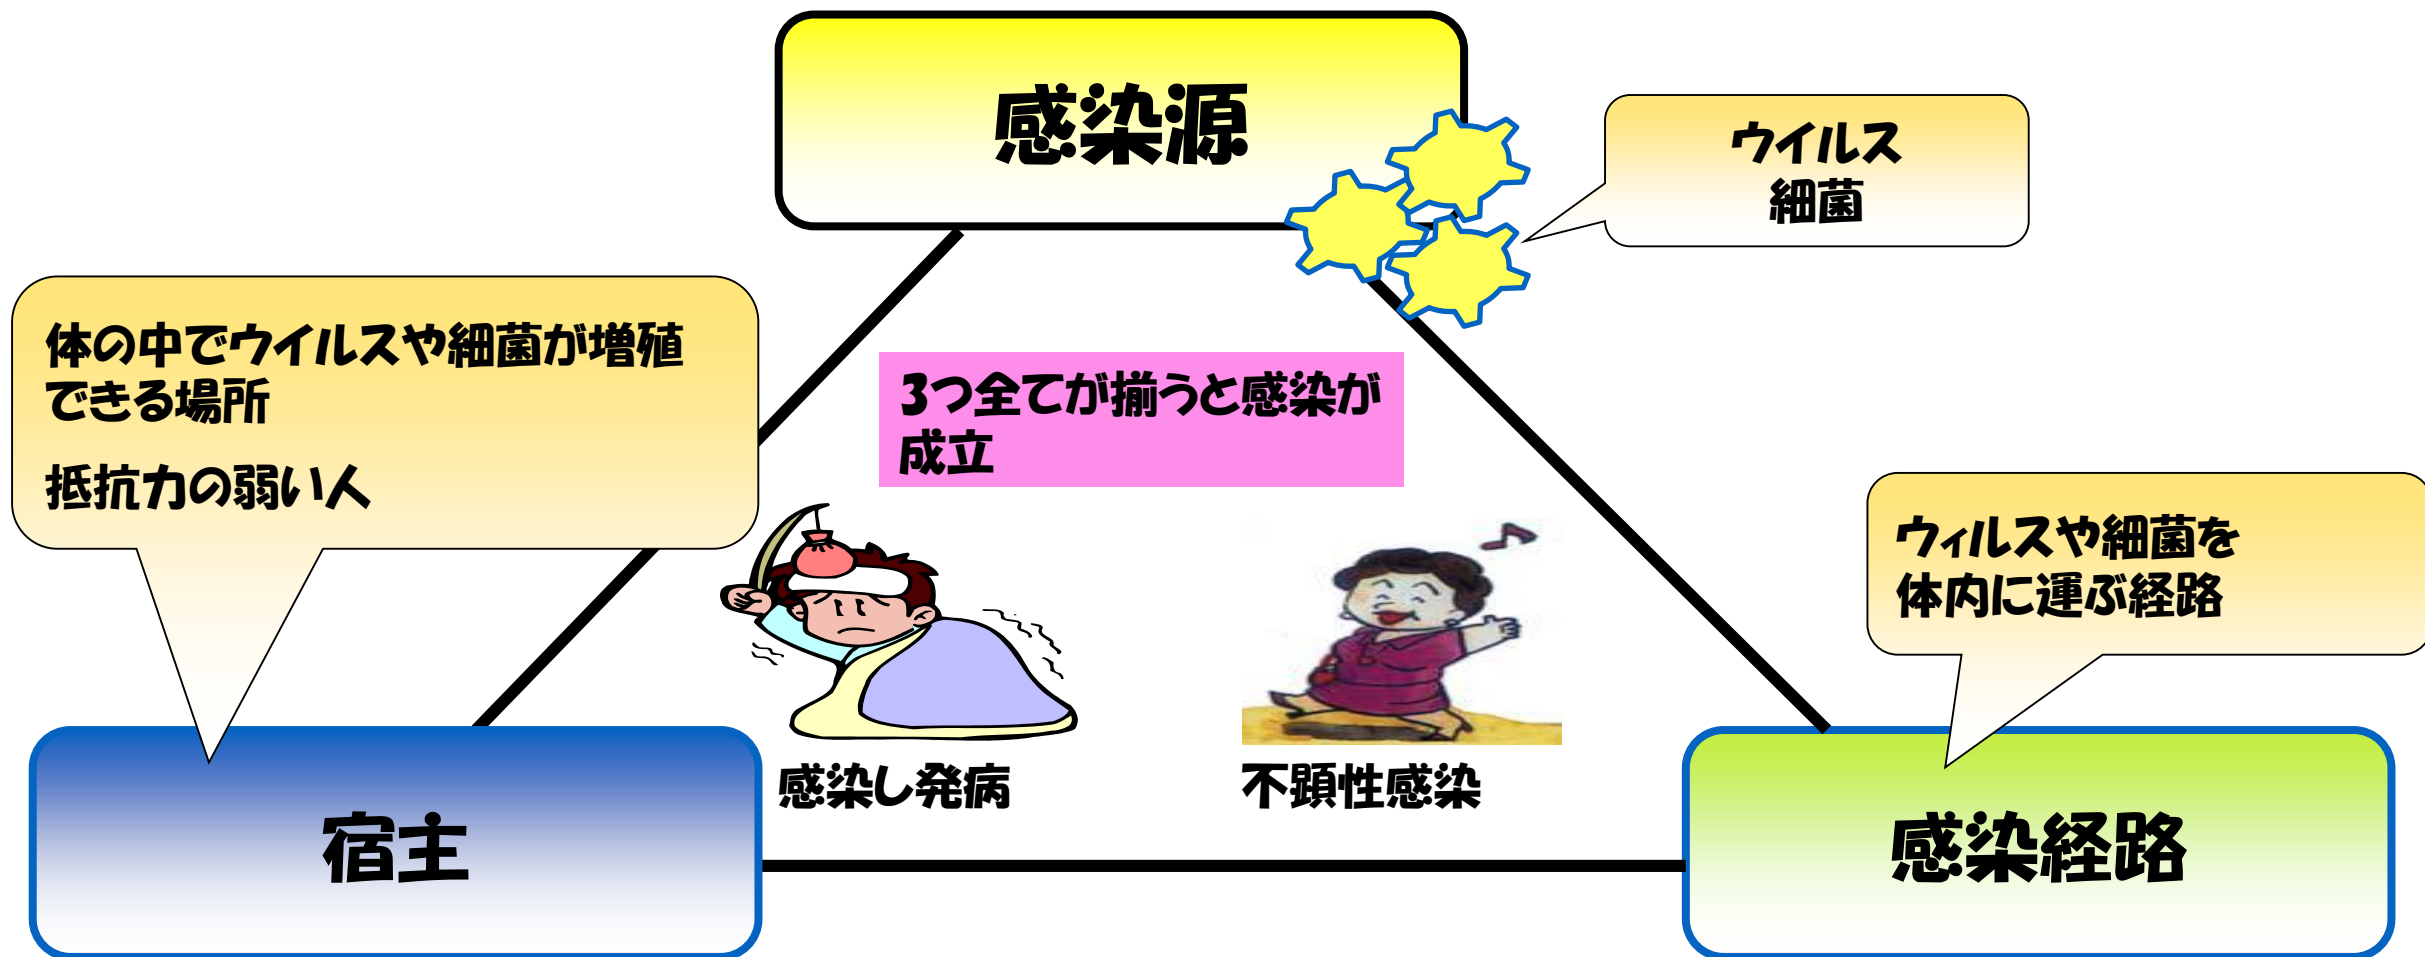 感染源
ウイルス
細菌
体の中でウイルスや細菌が増殖
できる場所
抵抗力の弱い人
3つ全てが揃うと感染が
成立
ウィルスや細菌を
体内に運ぶ経路
感染し発病
不顕性感染
宿主
感染経路